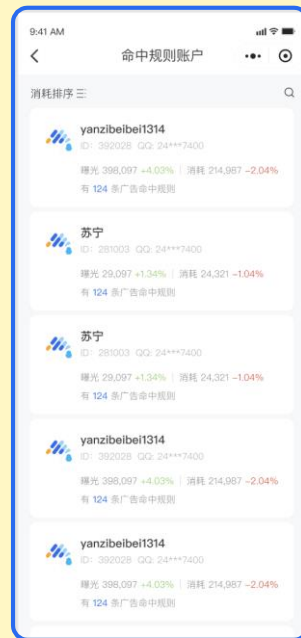 9:41 AM
命中规则账户
消耗排序
yanzibeibei1314
ID: 392028 QQ: 24***7400
曝光 398,097 +4.03% | 消耗 214,987 -2.04%
有 124 条广告命中规则
苏宁
ID: 281003 QQ: 24***7400
曝光 29,097 +1.34% | 消耗 24,321 -1.04%
有 124 条广告命中规则
苏宁
ID: 281003 QQ: 24***7400
曝光 29,097 +1.34% | 消耗 24,321 -1.04%
有 124 条广告命中规则
yanzibeibei1314
ID: 392028 QQ: 24***7400
曝光 398,097 +4.03% | 消耗 214,987 -2.04%
有 124 条广告命中规则
yanzibeibei1314
ID: 392028 QQ: 24***7400
曝光 398,097 +4.03% | 消耗 214,987 -2.04%
有 124 条广告命中规则